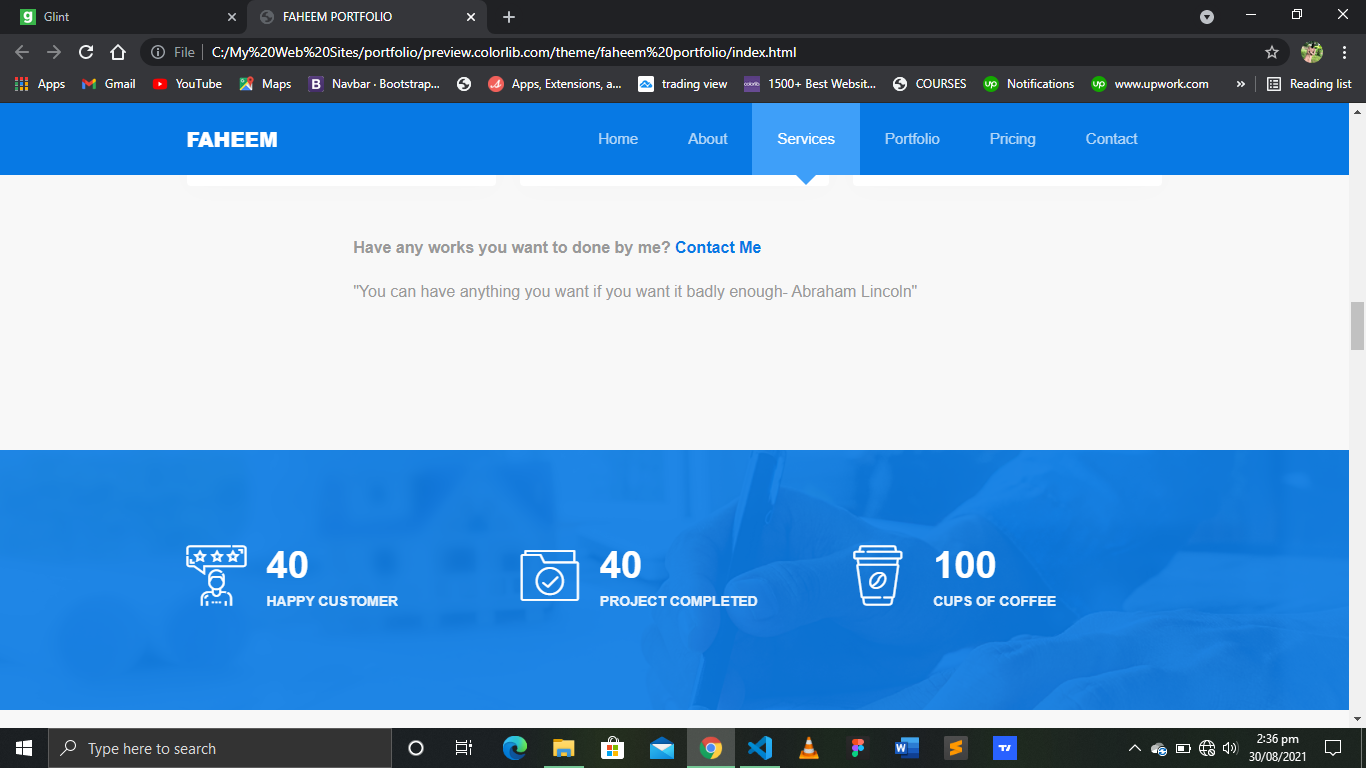 Glint
FAHEEM PORTFOLIO
File
C:/My%20Web%20Sites/portfolio/preview.colorlib.com/theme/faheem%20portfolio/index.html
Apps
Gmail
YouTube
Maps
B
Navbar · Bootstrap...
Apps, Extensions, a...
trading view
1500+ Best Websit...
COURSES
up
Notifications
up
www.upwork.com
»
Reading list
FAHEEM
Home
About
Services
Portfolio
Pricing
Contact
Have any works you want to done by me? Contact Me
"You can have anything you want if you want it badly enough- Abraham Lincoln"
40
HAPPY CUSTOMER
40
PROJECT COMPLETED
100
CUPS OF COFFEE
Type here to search
2:36 pm
30/08/2021